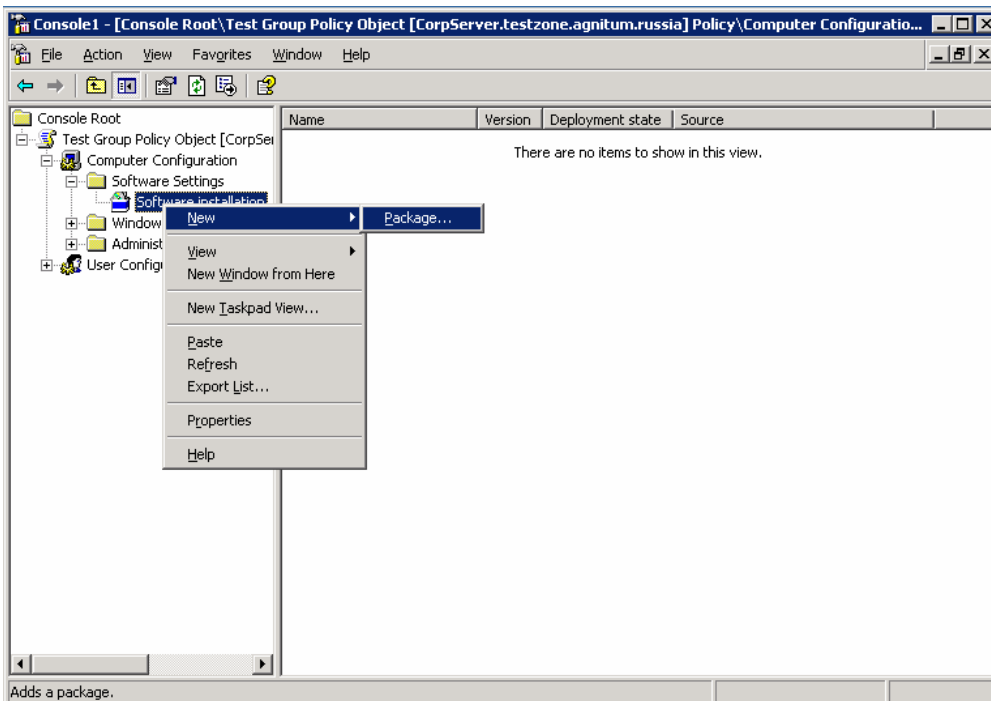 Console1 - [Console Root\Test Group Policy Object [CorpServer.testzone.agnitum.russia] Policy\Computer Configuratio...
File Action View Favorites Window Help
Console Root
Test Group Policy Object [CorpSer
Computer Configuration
Software Settings
Software installation
Window
Administ
User Config
Name Version Deployment state Source
There are no items to show in this view.
New
Package...
View
New Window from Here
New Taskpad View...
Paste
Refresh
Export List...
Properties
Help
Adds a package.